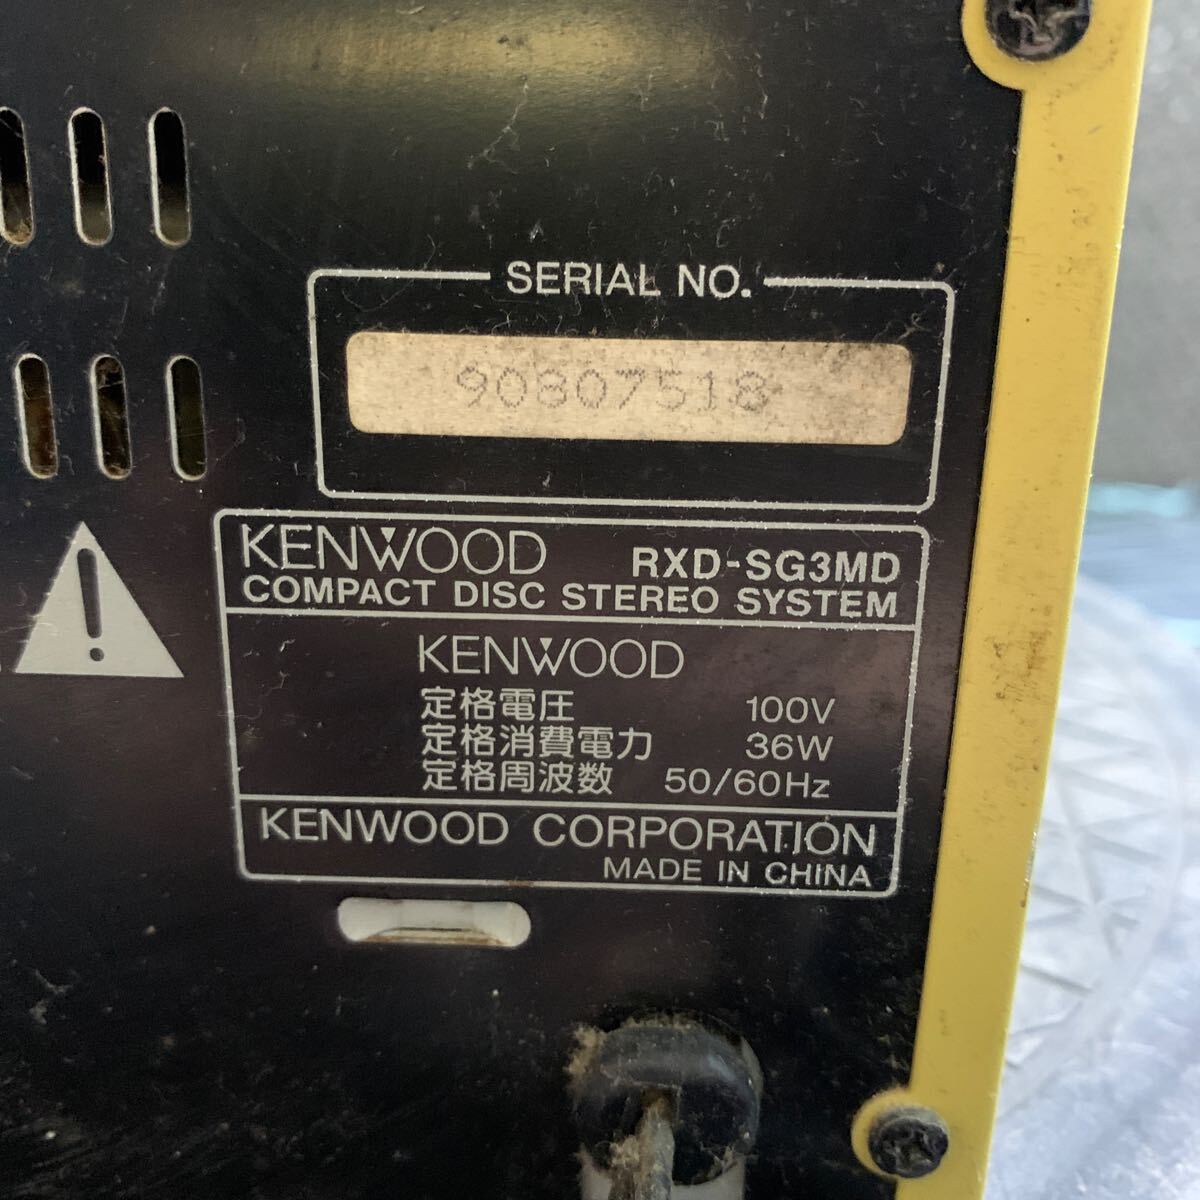 SERIAL NO.
90807518
KENWOOD RXD-SG3MD
COMPACT DISC STEREO SYSTEM
KENWOOD
定格電圧 100V
定格消費電力 36W
定格周波数 50/60Hz
KENWOOD CORPORATION
MADE IN CHINA